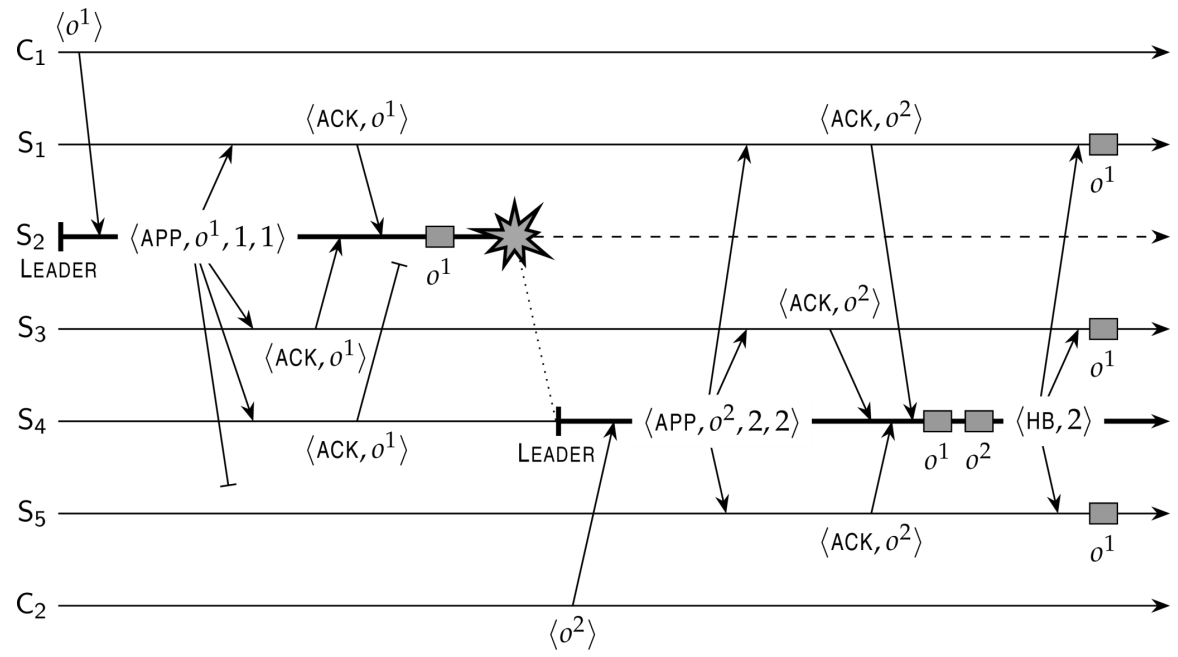 ⟨o¹⟩
C₁
⟨ACK, o¹⟩ ⟨ACK, o²⟩
S₁
o¹
S₂ ⟨APP, o¹, 1, 1⟩
LEADER o¹
⟨ACK, o²⟩
S₃
⟨ACK, o¹⟩ o¹
S₄ ⟨APP, o², 2, 2⟩ ⟨HB, 2⟩
⟨ACK, o¹⟩ LEADER o¹ o²
S₅
⟨ACK, o²⟩ o¹
C₂
⟨o²⟩